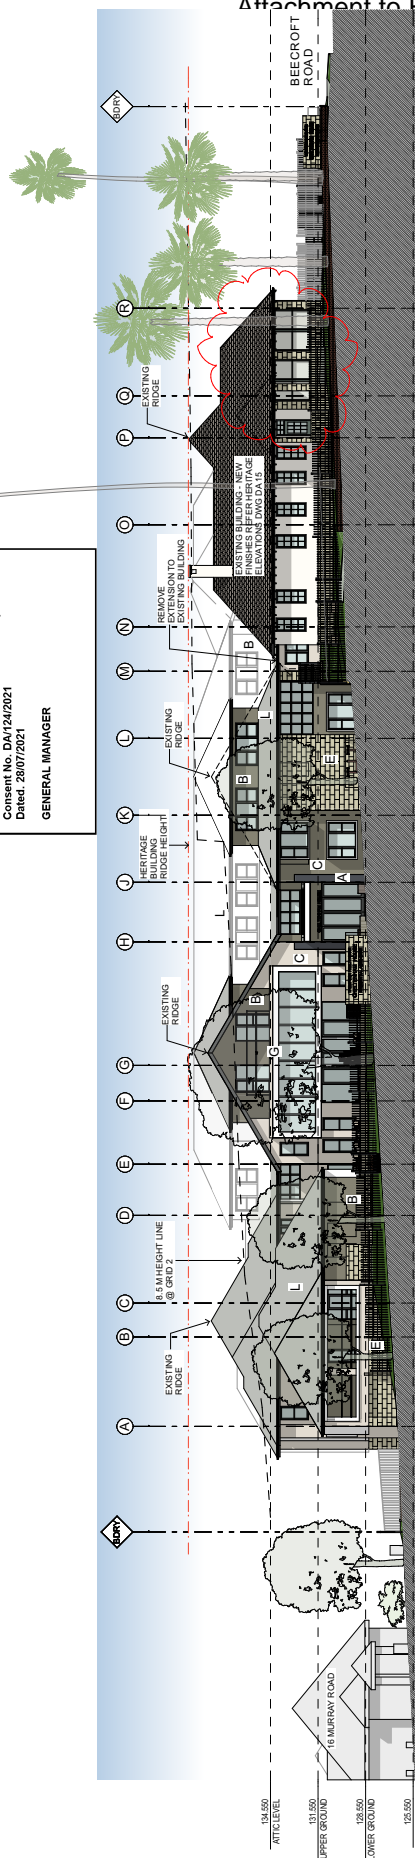 Attachment to
Consent No. DA/124/2021
Dated. 28/07/2021
GENERAL MANAGER
BDRY
A
B
C
D
E
F
G
H
J
K
L
M
N
O
P
Q
R
BDRY
EXISTING
RIDGE
8.5 M HEIGHT LINE
@ GRID 2
EXISTING
RIDGE
HERITAGE
BUILDING
RIDGE HEIGHT
EXISTING
RIDGE
REMOVE
EXTENSION TO
EXISTING BUILDING
EXISTING
RIDGE
EXISTING BUILDING - NEW
FINISHES REFER HERITAGE
ELEVATIONS DWG DA15
BEECROFT
ROAD
L
B
B
L
B
L
G
C
C
A
E
B
E
16 MURRAY ROAD
134.550
ATTIC LEVEL
131.550
UPPER GROUND
128.550
LOWER GROUND
125.550